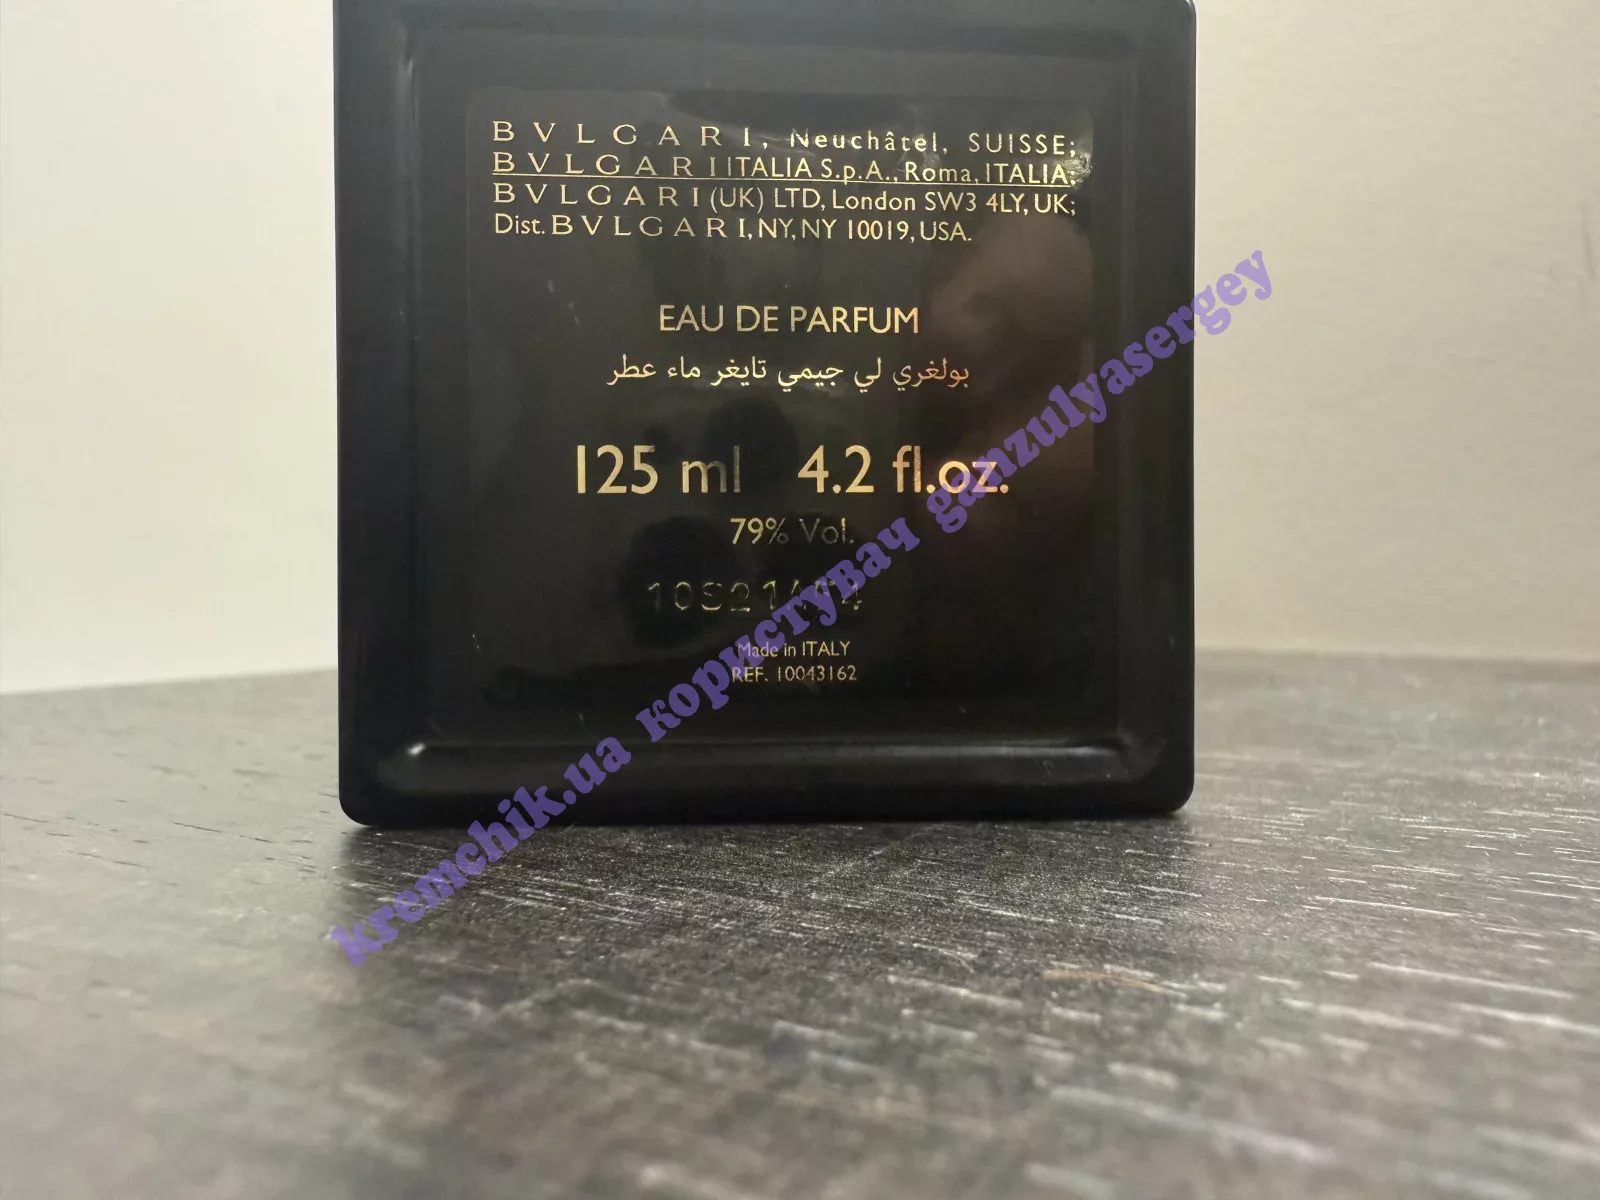 BVLGARI, Neuchâtel, SUISSE;
BVLGARI ITALIA S.p.A., Roma, ITALIA;
BVLGARI (UK) LTD, London SW3 4LY, UK;
Dist. BVLGARI, NY, NY 10019, USA.
EAU DE PARFUM
بولغري لي جيمي تايغر ماء عطر
125 ml 4.2 fl.oz.
79% Vol.
Made in ITALY
REF. 10043162
kremchik.ua користувач ganzulyasergey